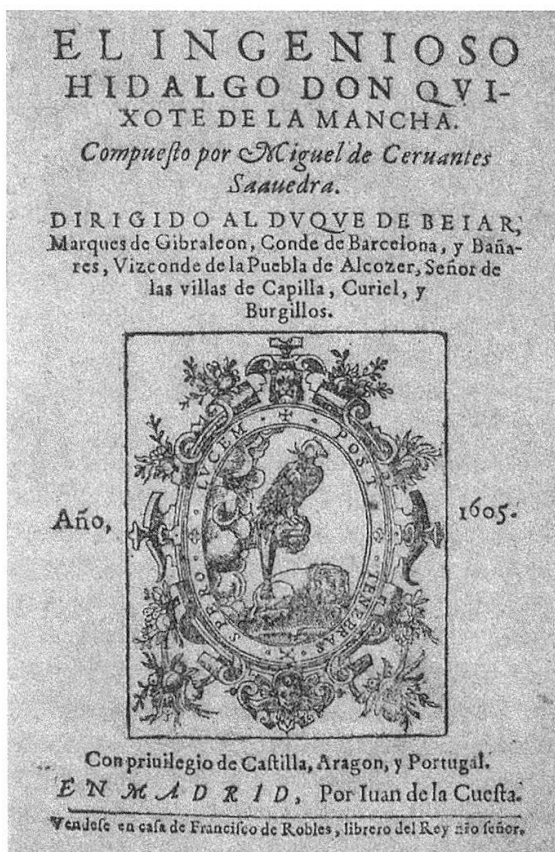 EL INGENIOSO
HIDALGO DON QVI-
XOTE DE LA MANCHA.
Compueſto por Miguel de Ceruantes
Saauedra.
DIRIGIDO AL DVQVE DE BEIAR,
Marques de Gibraleon, Conde de Barcelona, y Baña-
res, Vizconde de la Puebla de Alcozer, Señor de
las villas de Capilla, Curiel, y
Burgillos.
SPERO LVCEM POST TENEBRAS
Año, 1605.
Con priuilegio de Caſtilla, Aragon, y Portugal.
EN MADRID, Por Iuan de la Cueſta.
Vendeſe en caſa de Franciſco de Robles, librero del Rey nſo ſeñor.